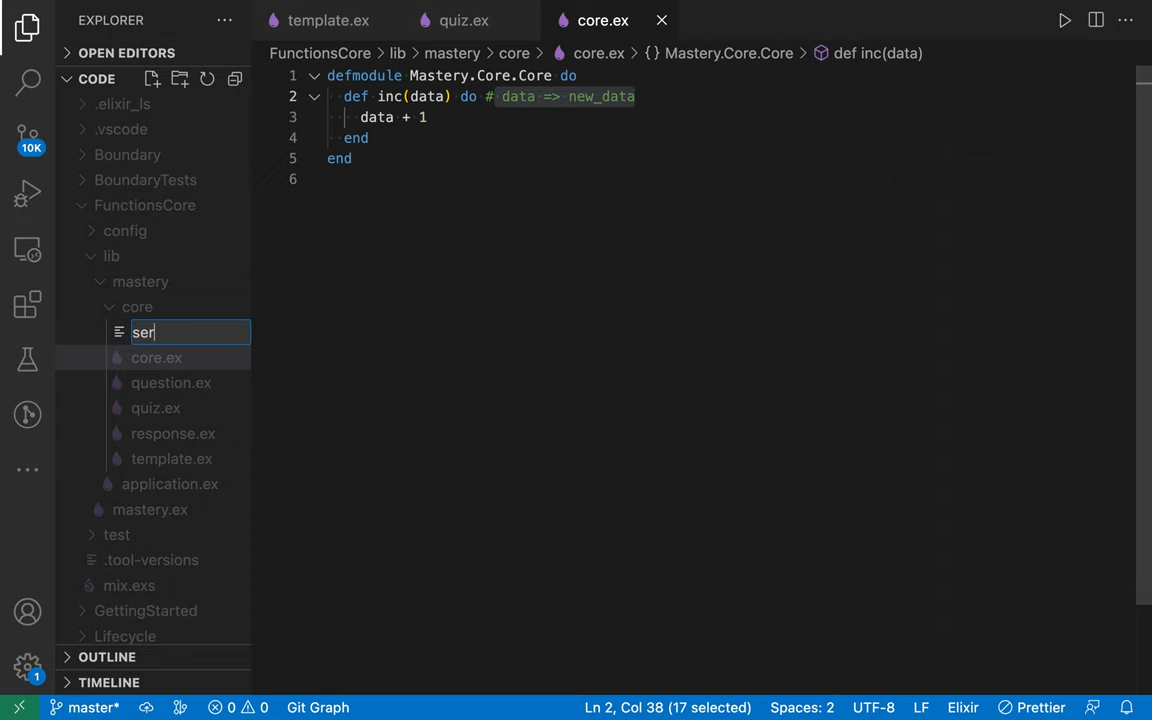 EXPLORER
template.ex
quiz.ex
core.ex
OPEN EDITORS
FunctionsCore > lib > mastery > core > core.ex > {} Mastery.Core.Core > def inc(data)
CODE
1 defmodule Mastery.Core.Core do
2 def inc(data) do # data => new_data
3 data + 1
4 end
5 end
6
.elixir_ls
.vscode
Boundary
BoundaryTests
FunctionsCore
config
lib
mastery
core
ser
core.ex
question.ex
quiz.ex
response.ex
template.ex
application.ex
mastery.ex
test
.tool-versions
mix.exs
GettingStarted
Lifecycle
OUTLINE
TIMELINE
10K
1
master*
0
0
Git Graph
Ln 2, Col 38 (17 selected)
Spaces: 2
UTF-8
LF
Elixir
Prettier